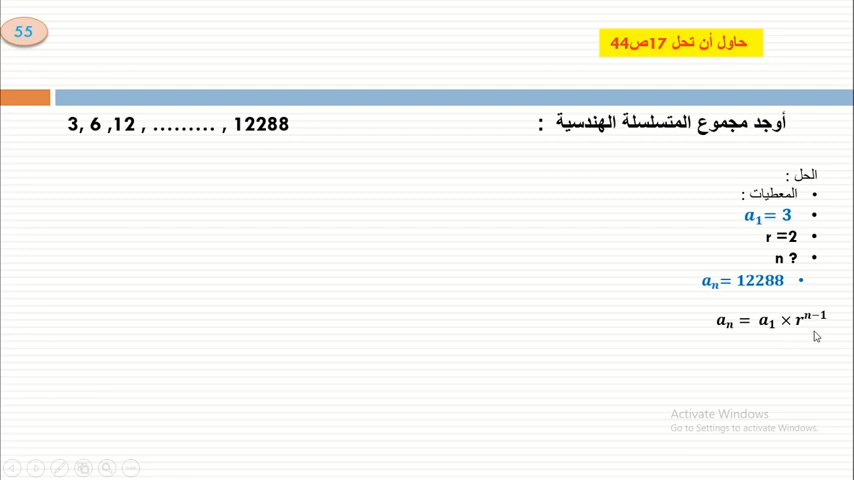 55
حاول أن تحل 17ص44
أوجد مجموع المتسلسلة الهندسية :
3, 6 ,12 , ......... , 12288
الحل :
• المعطيات :
• a₁= 3
• r =2
• n ?
• aₙ= 12288
aₙ = a₁ × rⁿ⁻¹
Activate Windows
Go to Settings to activate Windows.